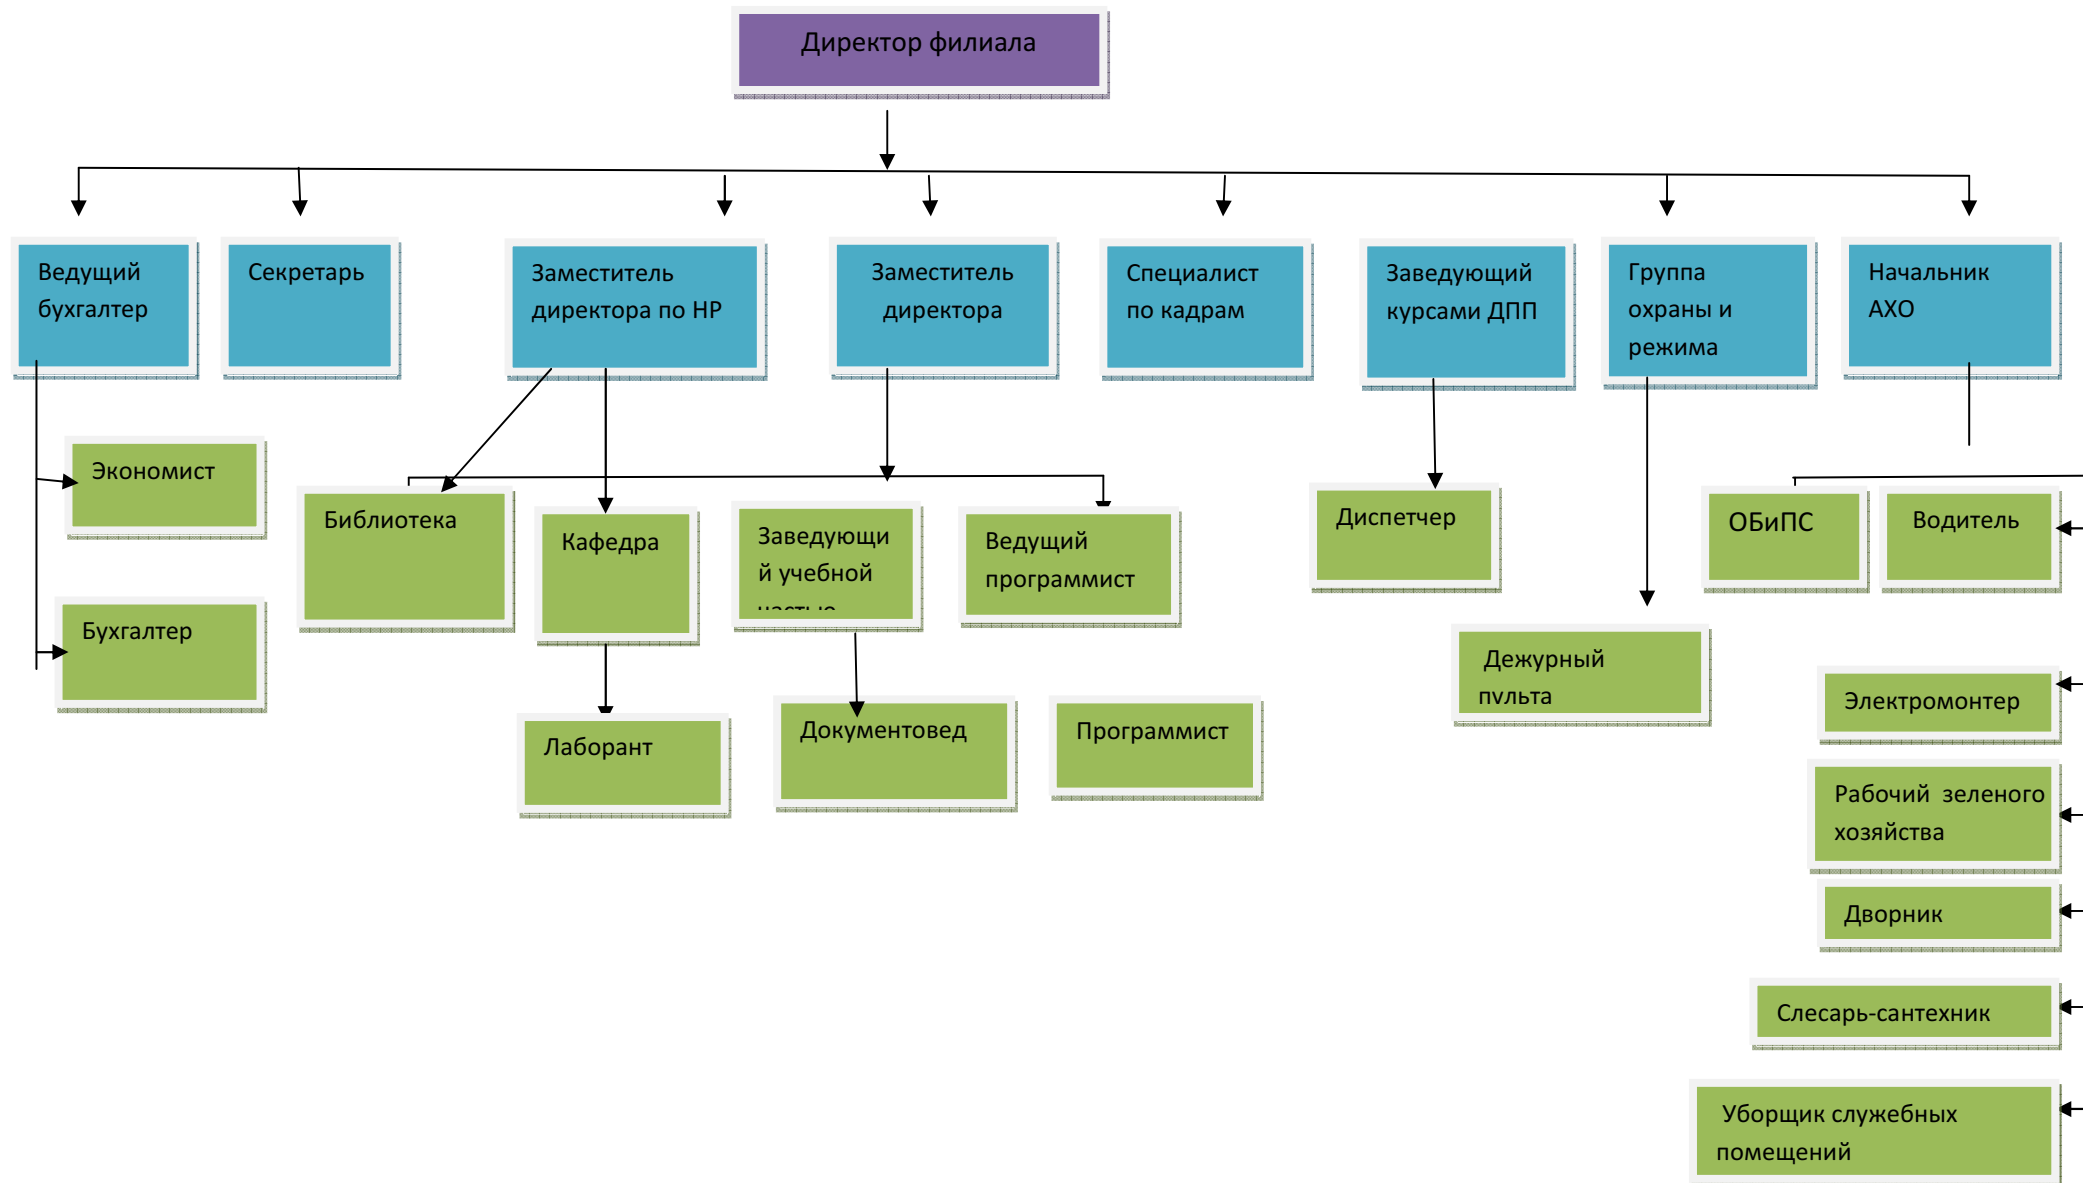 Директор филиала
Ведущий
бухгалтер
Секретарь
Заместитель
директора по НР
Заместитель
директора
Специалист
по кадрам
Заведующий
курсами ДПП
Группа
охраны и
режима
Начальник
АХО
Экономист
Бухгалтер
Библиотека
Кафедра
Заведующи
й учебной
частью
Ведущий
программист
Диспетчер
ОБиПС
Водитель
Дежурный
пульта
Лаборант
Документовед
Программист
Электромонтер
Рабочий зеленого
хозяйства
Дворник
Слесарь-сантехник
Уборщик служебных
помещений